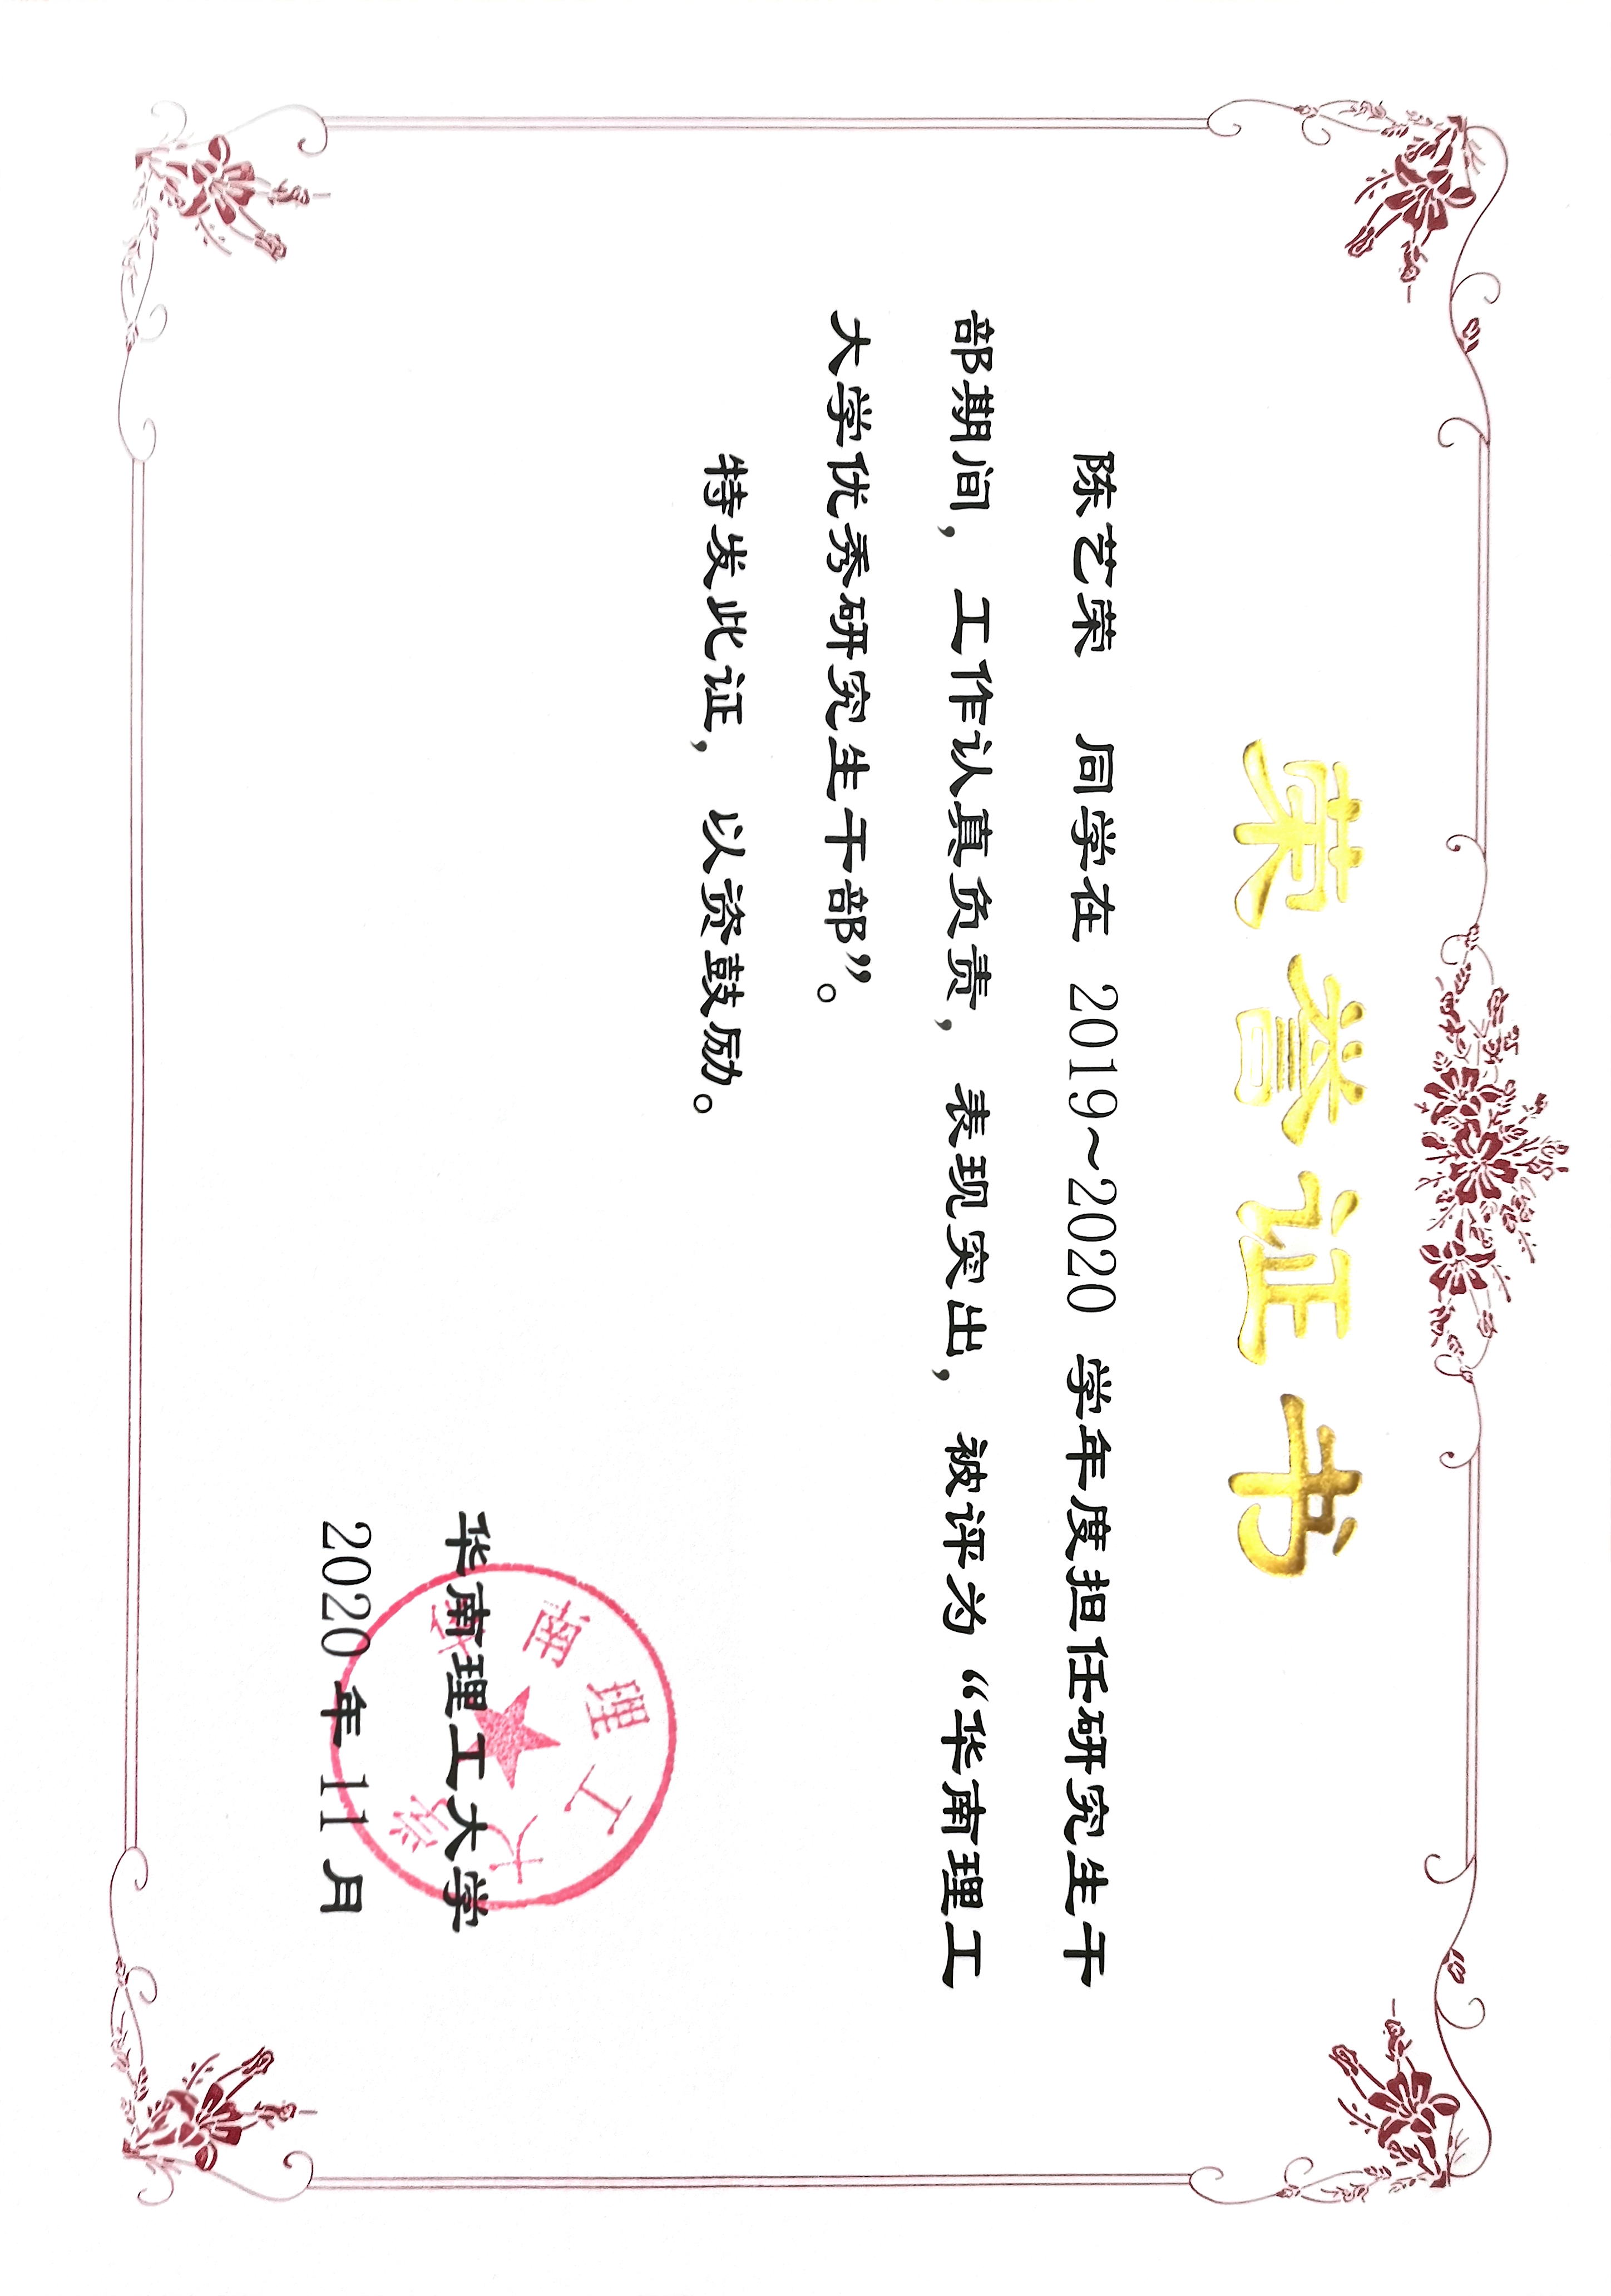 荣誉证书
陈艺荣 同学在 2019~2020 学年度担任研究生干
部期间，工作认真负责，表现突出，被评为“华南理工
大学优秀研究生干部”。
特发此证，以资鼓励。
华南理工大学
华南理工大学
2020 年 11 月